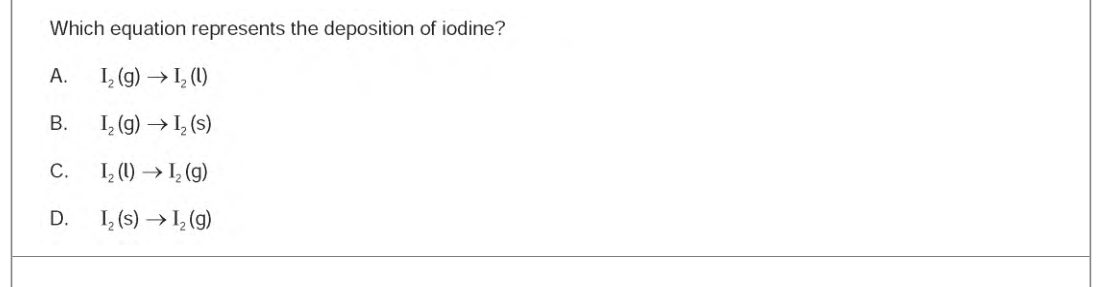 Which equation represents the deposition of iodine?
A. I₂ (g) → I₂ (l)
B. I₂ (g) → I₂ (s)
C. I₂ (l) → I₂ (g)
D. I₂ (s) → I₂ (g)